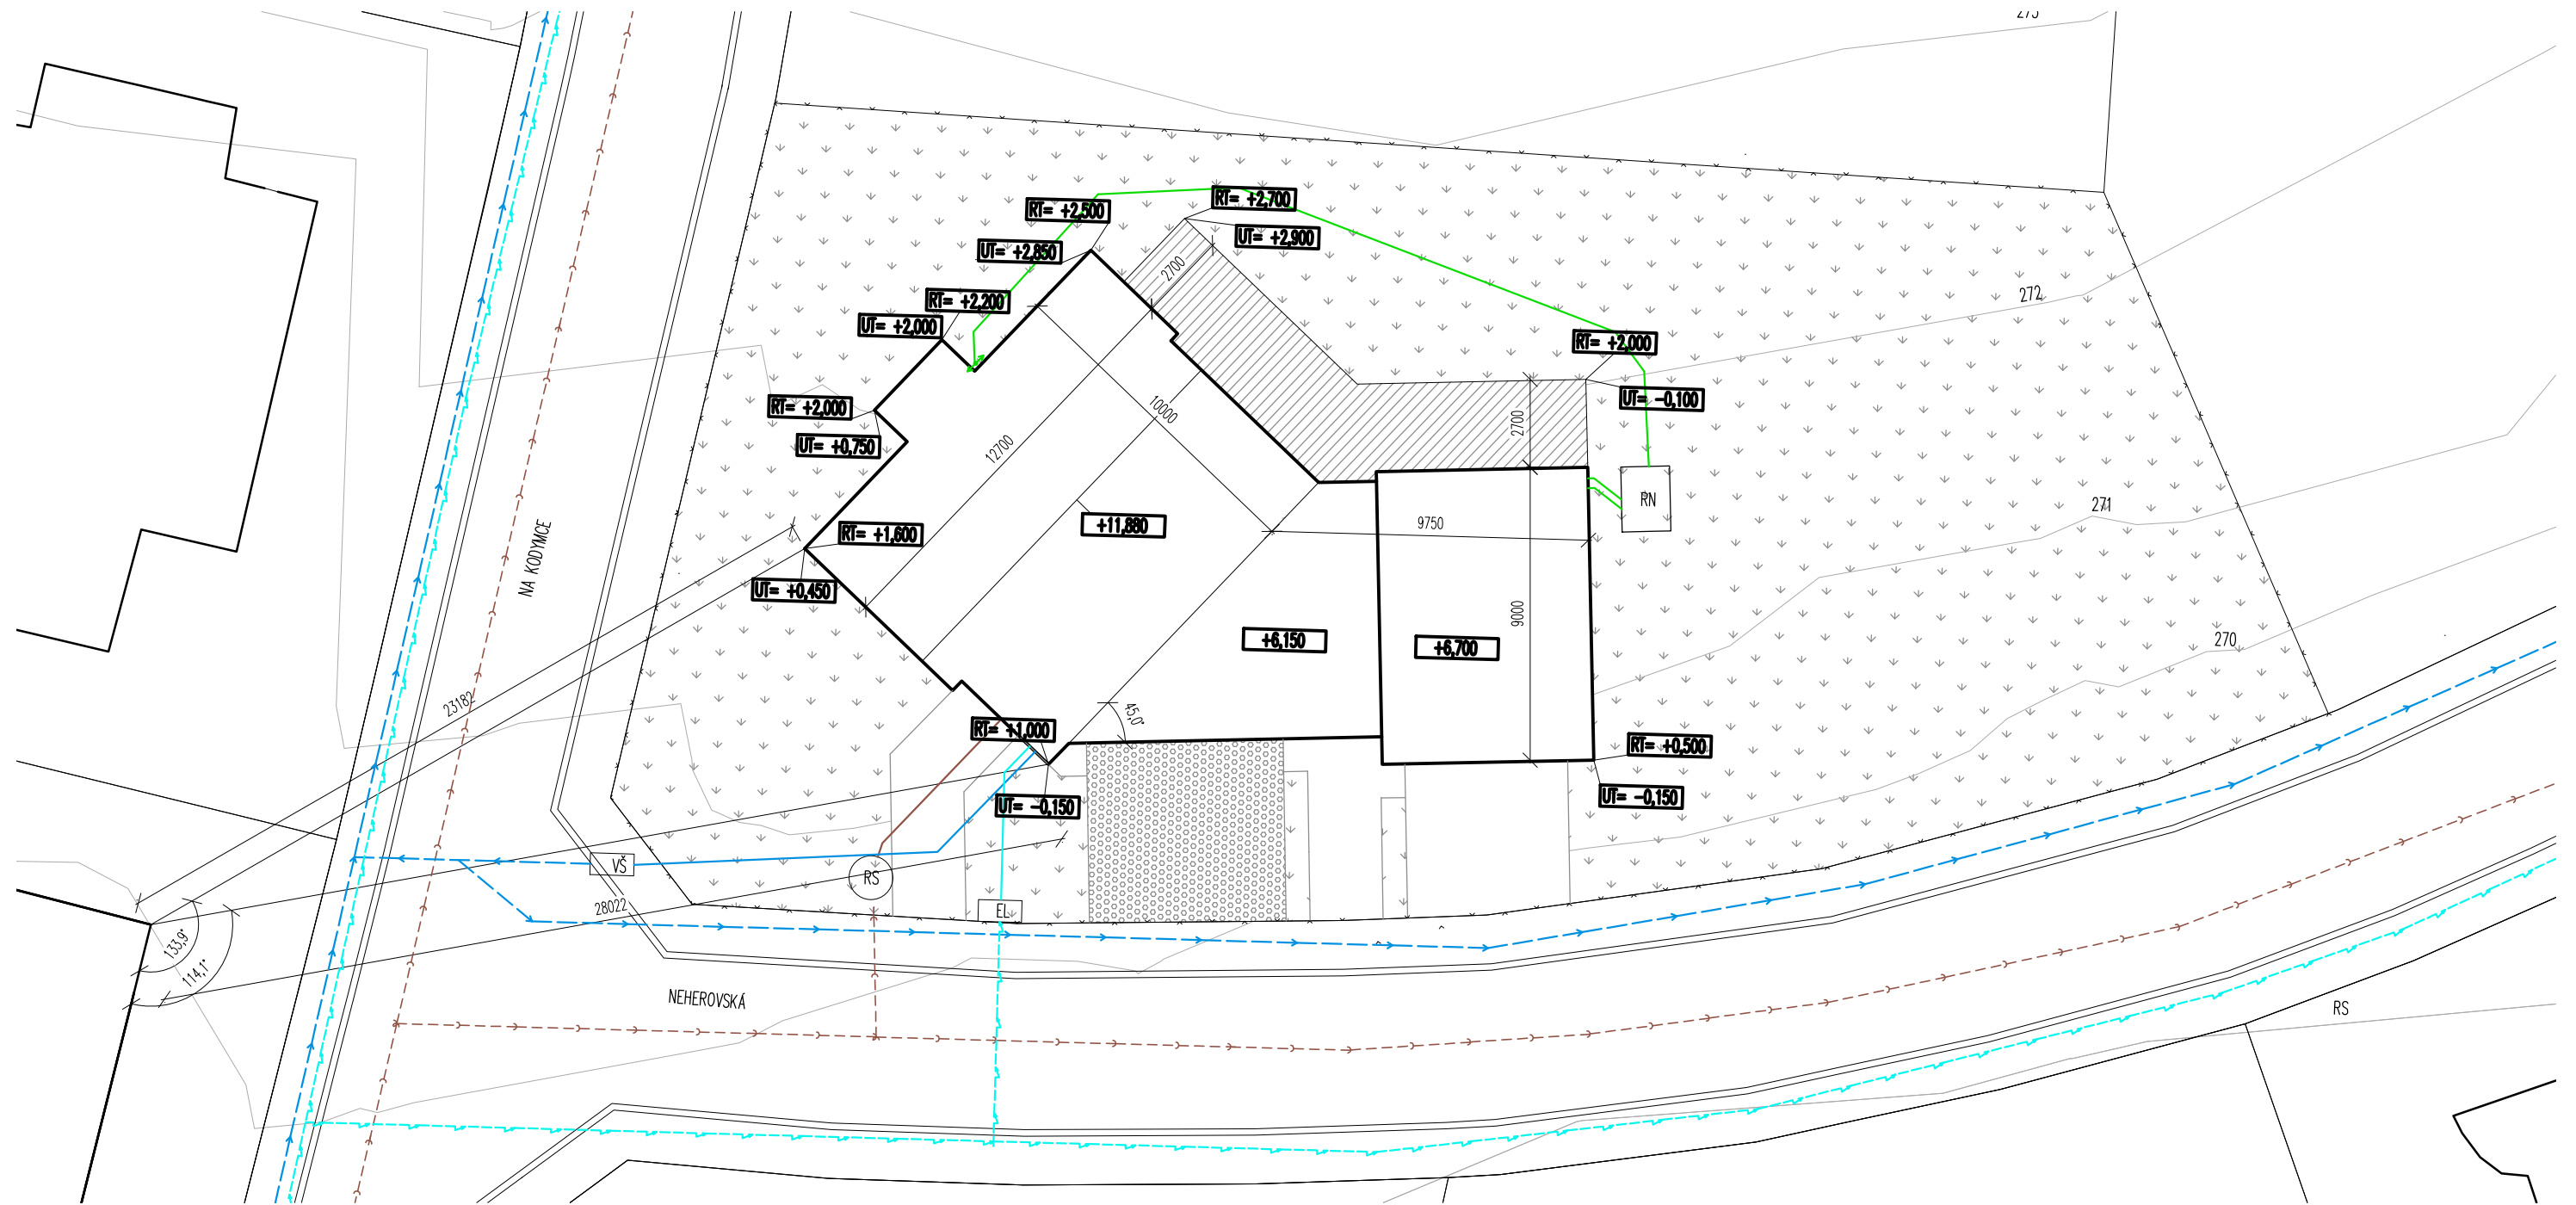 RT= +2,700
RT= +2,500
UT= +2,900
UT= +2,850
2700
272
RT= +2,200
UT= +2,000
RT= +2,000
UT= -0,100
RT= +2,000
10000
2700
UT= +0,750
12700
RN
271
+11,880
9750
RT= +1,600
NA KODYMCE
UT= +0,450
9000
+6,150
+6,700
270
23182
45,0°
RT= +1,000
RT= +0,500
UT= -0,150
UT= -0,150
VŠ
RS
28022
EL
133,9°
114,1°
NEHEROVSKÁ
RS